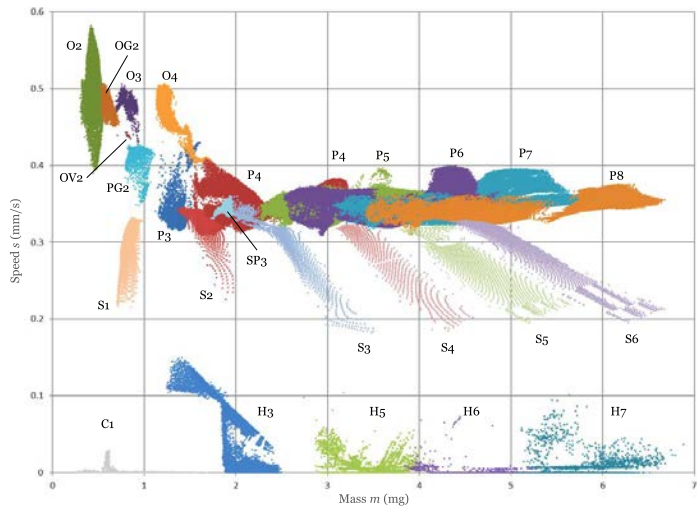 0.6
O2
OG2
O3
O4
0.5
OV2
0.4
PG2
P4
P4
P5
P6
P7
P8
P3
0.3
SP3
S1
S2
S3
S4
S5
S6
0.2
0.1
C1
H3
H5
H6
H7
0
0
1
2
3
4
5
6
7
Speed s (mm/s)
Mass m (mg)